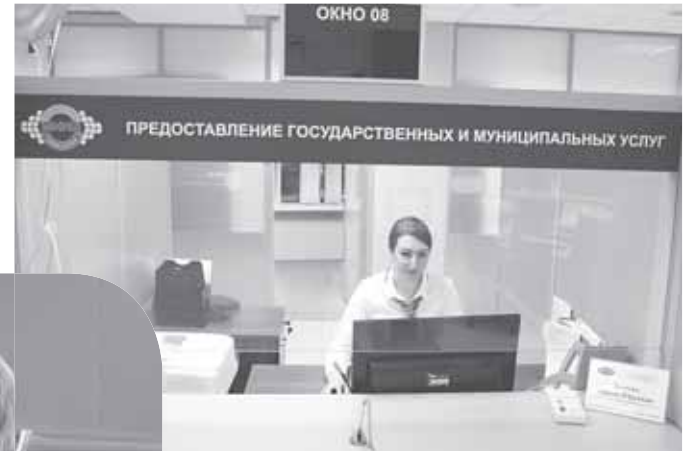 ОКНО 08
ПРЕДОСТАВЛЕНИЕ ГОСУДАРСТВЕННЫХ И МУНИЦИПАЛЬНЫХ УСЛУГ